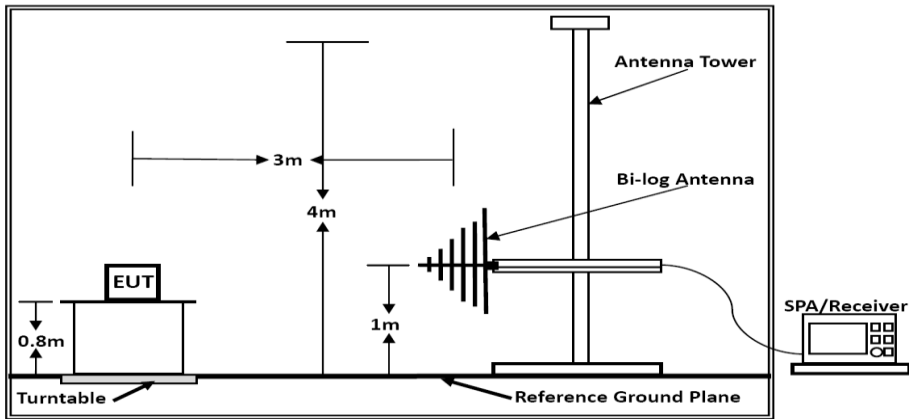 Antenna Tower
3m
Bi-log Antenna
4m
EUT
0.8m
1m
SPA/Receiver
Turntable
Reference Ground Plane